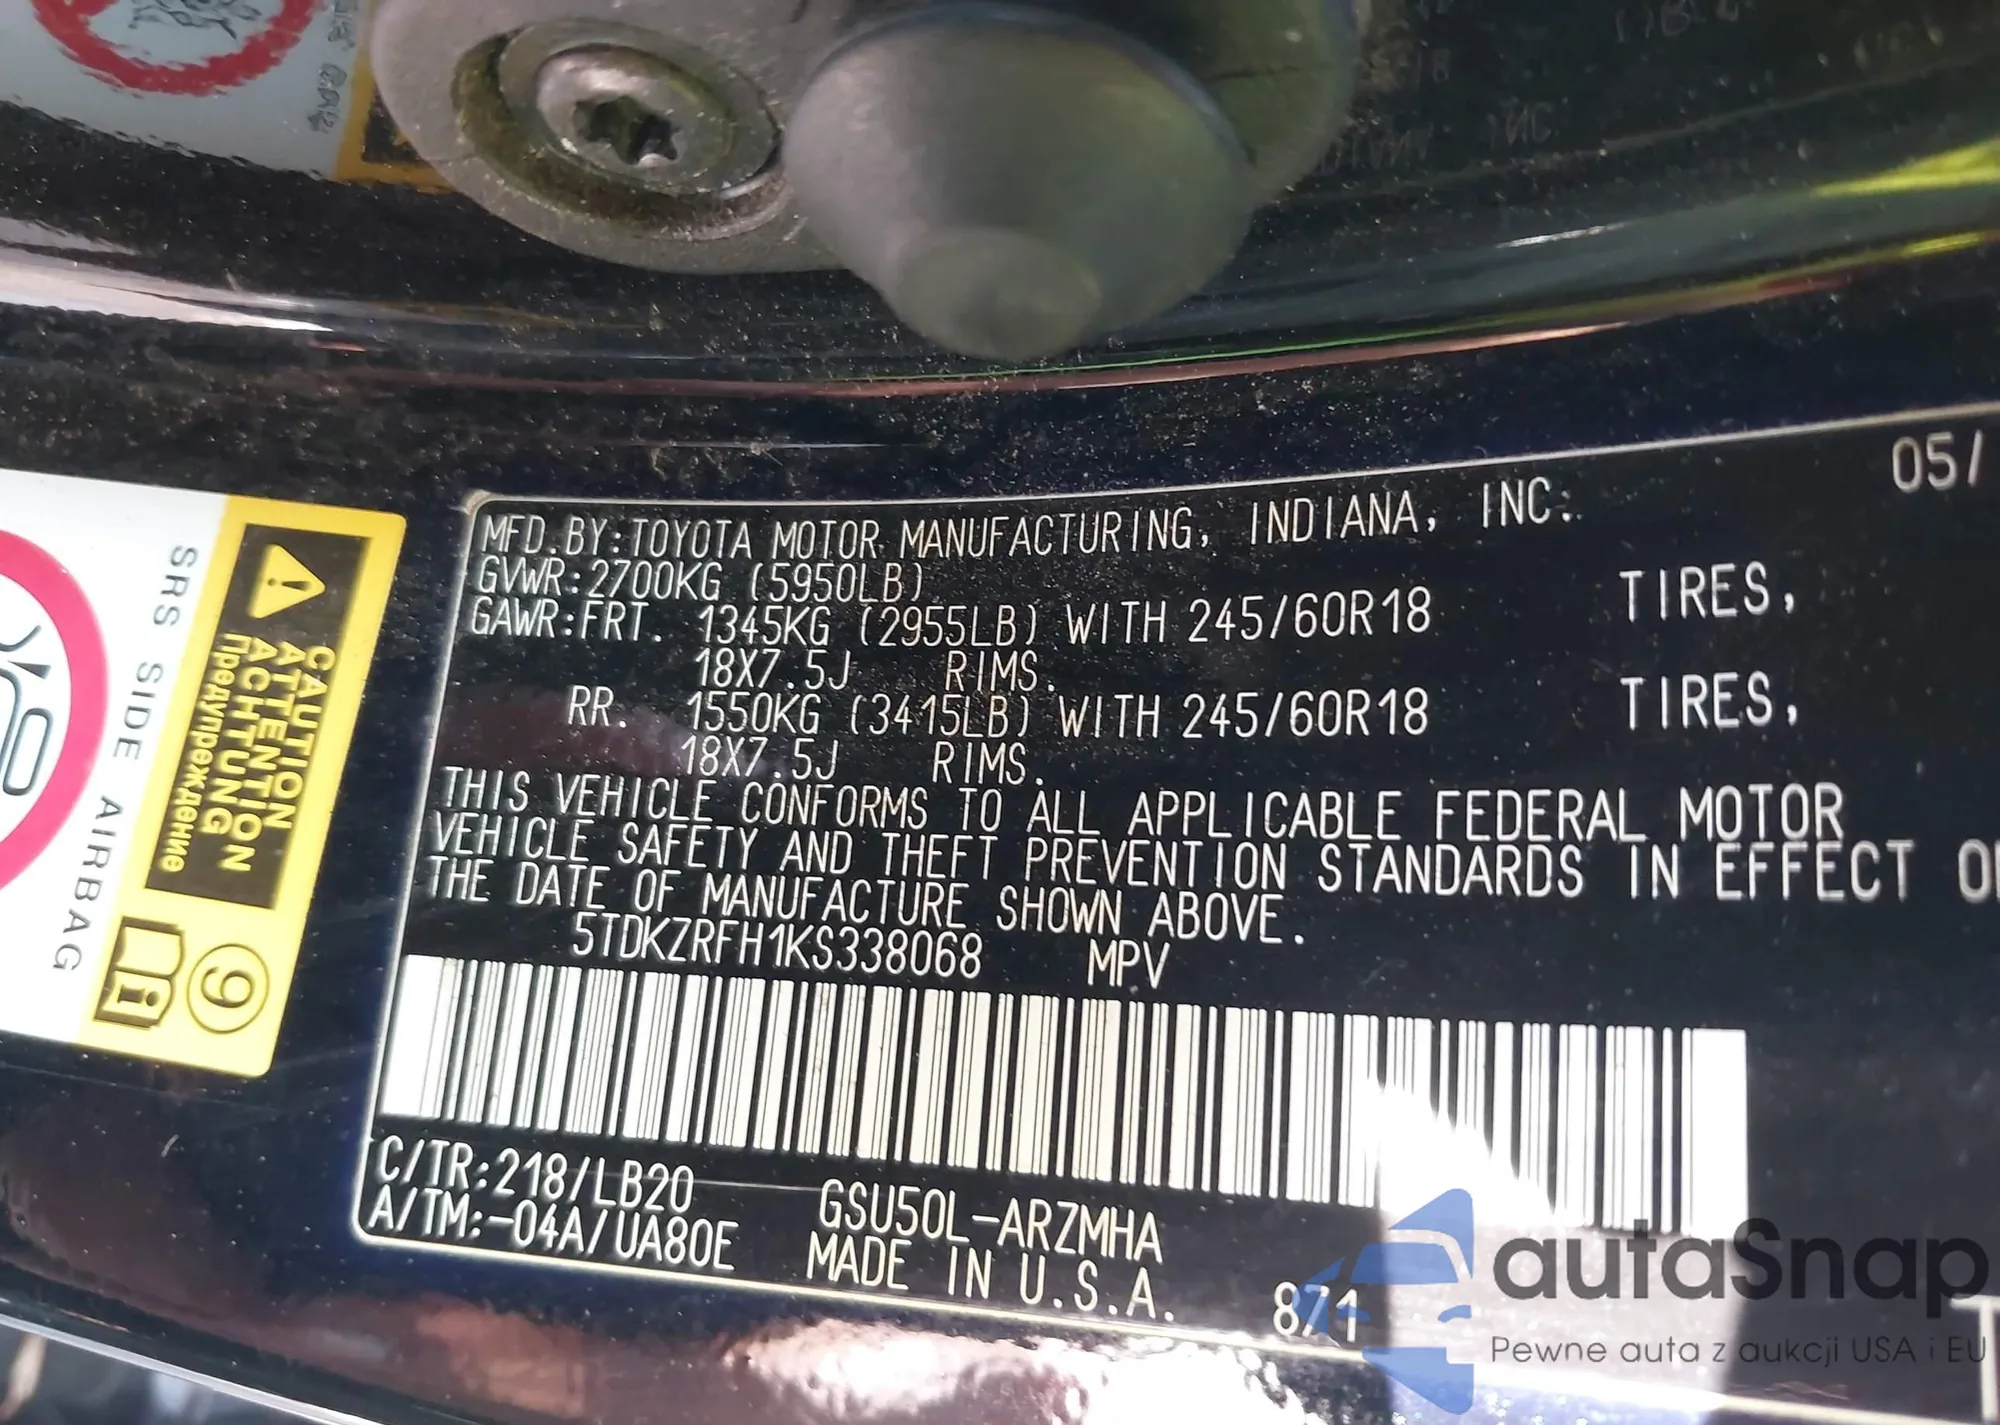 05/
MFD.BY:TOYOTA MOTOR MANUFACTURING, INDIANA, INC.
GVWR:2700KG (5950LB)
GAWR:FRT. 1345KG (2955LB) WITH 245/60R18 TIRES,
18X7.5J RIMS.
RR. 1550KG (3415LB) WITH 245/60R18 TIRES,
18X7.5J RIMS.
THIS VEHICLE CONFORMS TO ALL APPLICABLE FEDERAL MOTOR
VEHICLE SAFETY AND THEFT PREVENTION STANDARDS IN EFFECT
THE DATE OF MANUFACTURE SHOWN ABOVE.
5TDKZRFH1KS338068 MPV
C/TR:218/LB20 GSU50L-ARZMHA
A/TM:-04A/UA80E MADE IN U.S.A. 871
SRS SIDE AIRBAG
CAUTION
ATTENTION
ACHTUNG
Предупреждение
9
autaSnap
Pewne auta z aukcji USA i EU